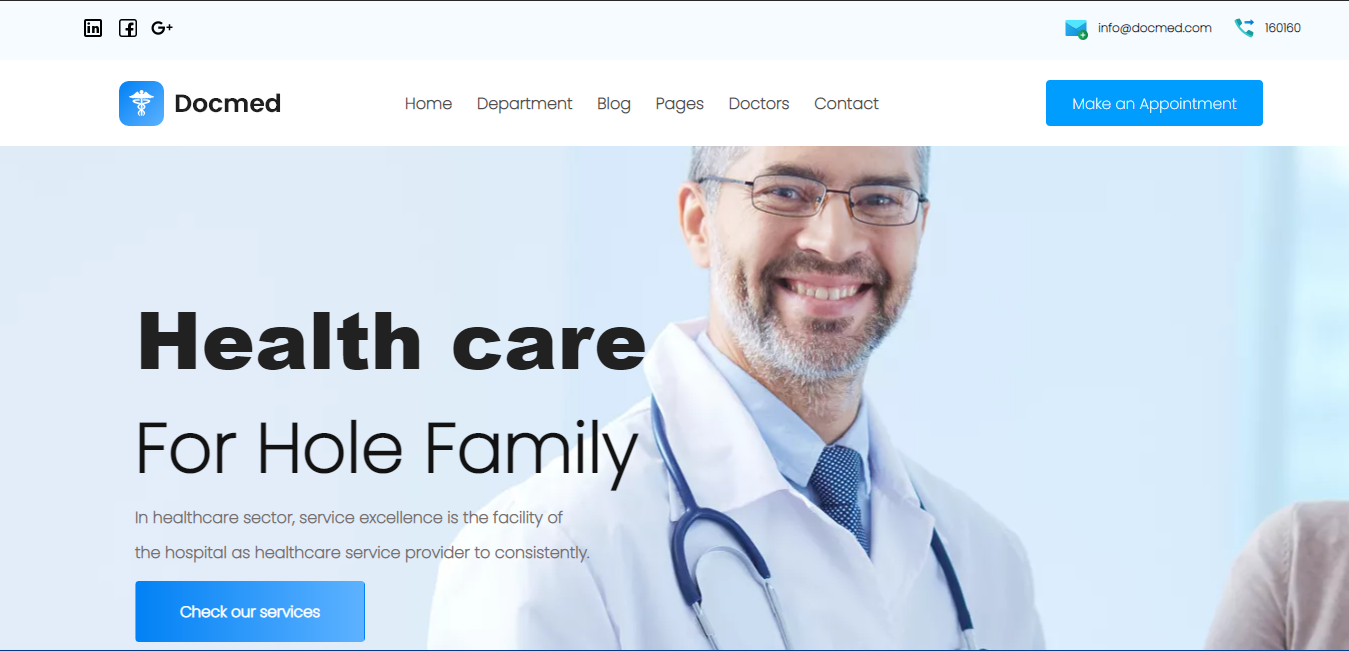 in f G+ info@docmed.com 160160
Docmed Home Department Blog Pages Doctors Contact Make an Appointment
Health care
For Hole Family
In healthcare sector, service excellence is the facility of
the hospital as healthcare service provider to consistently.
Check our services